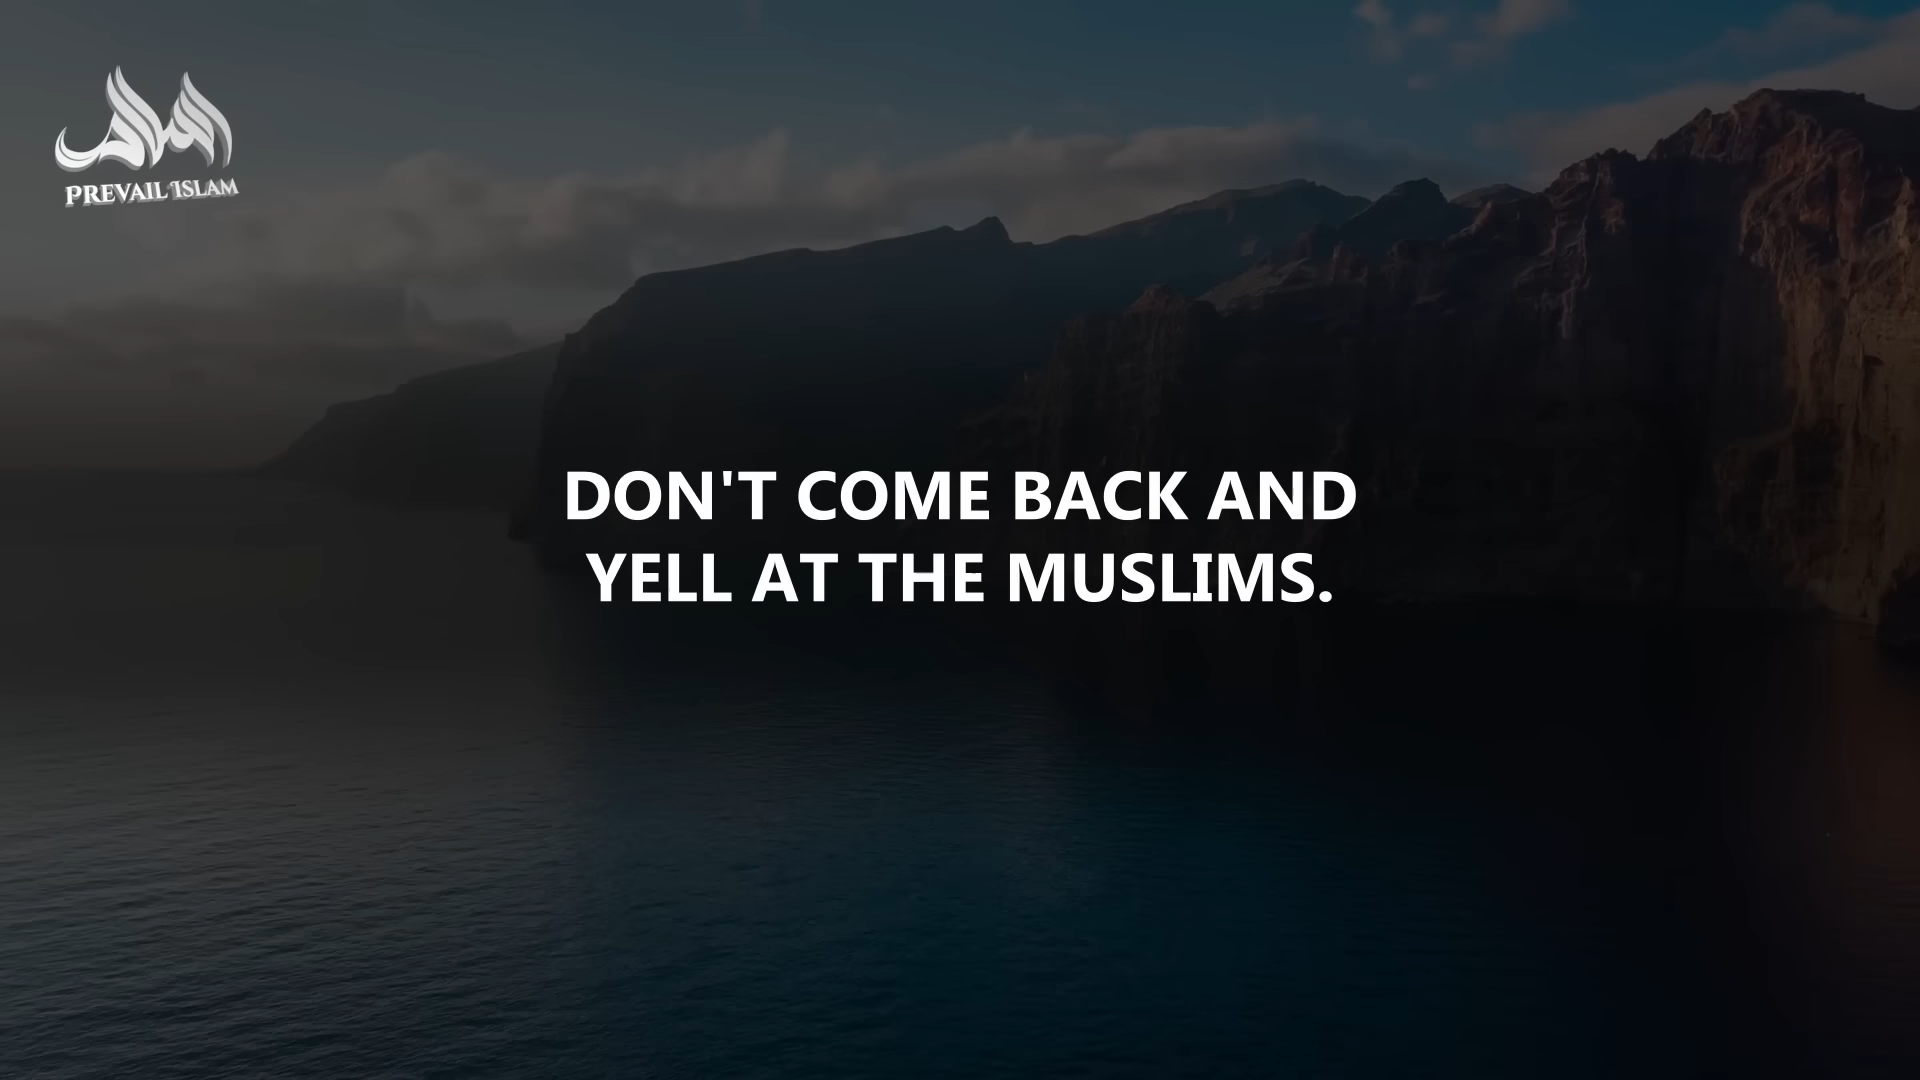 PREVAIL ISLAM
DON'T COME BACK AND
YELL AT THE MUSLIMS.